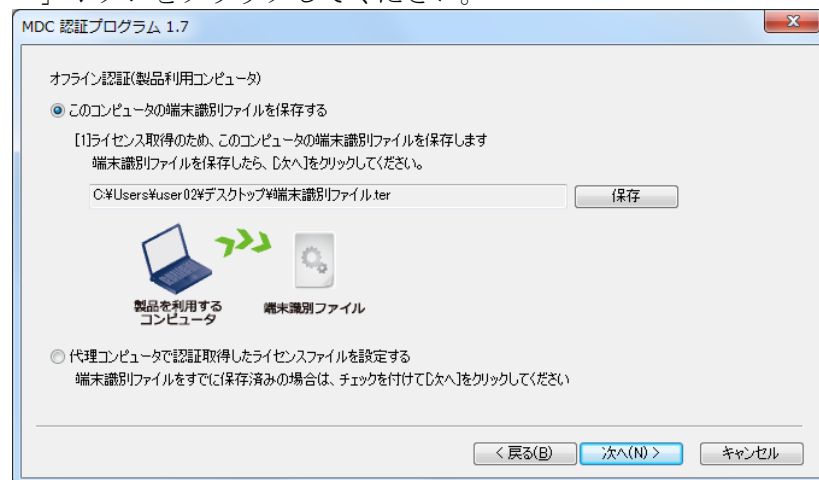 MDC 認証プログラム 1.7
オフライン認証(製品利用コンピュータ)
このコンピュータの端末識別ファイルを保存する
[1]ライセンス取得のため、このコンピュータの端末識別ファイルを保存します
端末識別ファイルを保存したら、[次へ]をクリックしてください。
C:¥Users¥user02¥デスクトップ¥端末識別ファイル.ter
保存
製品を利用する
コンピュータ
端末識別ファイル
代理コンピュータで認証取得したライセンスファイルを設定する
端末識別ファイルをすでに保存済みの場合は、チェックを付けて[次へ]をクリックしてください
< 戻る(B)
次へ(N) >
キャンセル